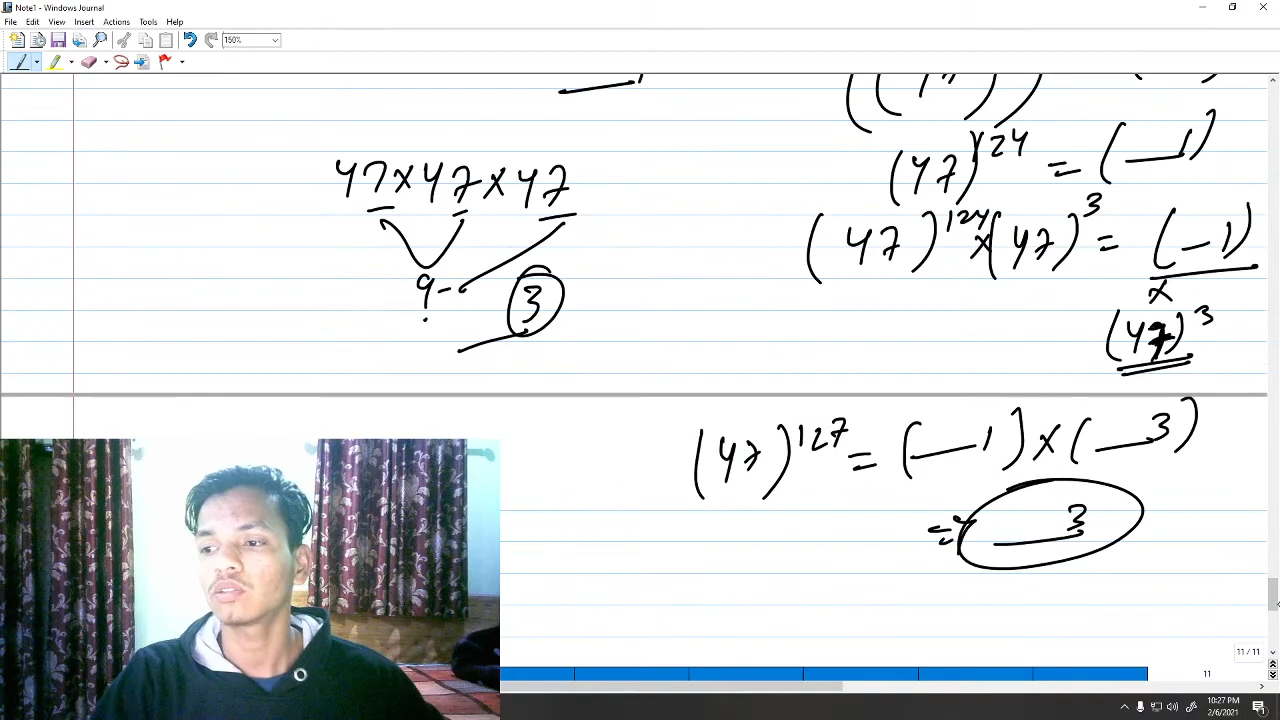 Note1 - Windows Journal
File Edit View Insert Actions Tools Help
150%
(47)^124 = (__1)
47×47×47
(47)^124 × (47)^3 = (_1)
9
3
×
(47)^3
(47)^127 = (__1) × (__3)
= __3
11 / 11
11
10:27 PM
2/6/2021